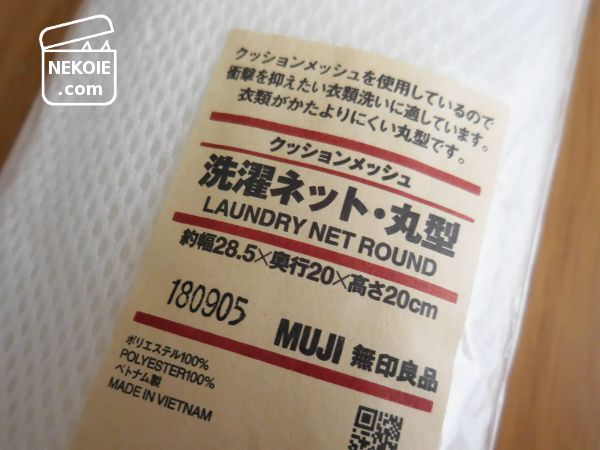 NEKOIE
.com
クッションメッシュを使用しているので
衝撃を抑えたい衣類洗いに適しています。
衣類がかたよりにくい丸型です。
クッションメッシュ
洗濯ネット・丸型
LAUNDRY NET ROUND
約幅28.5×奥行20×高さ20cm
180905
MUJI 無印良品
ポリエステル100%
POLYESTER100%
ベトナム製
MADE IN VIETNAM